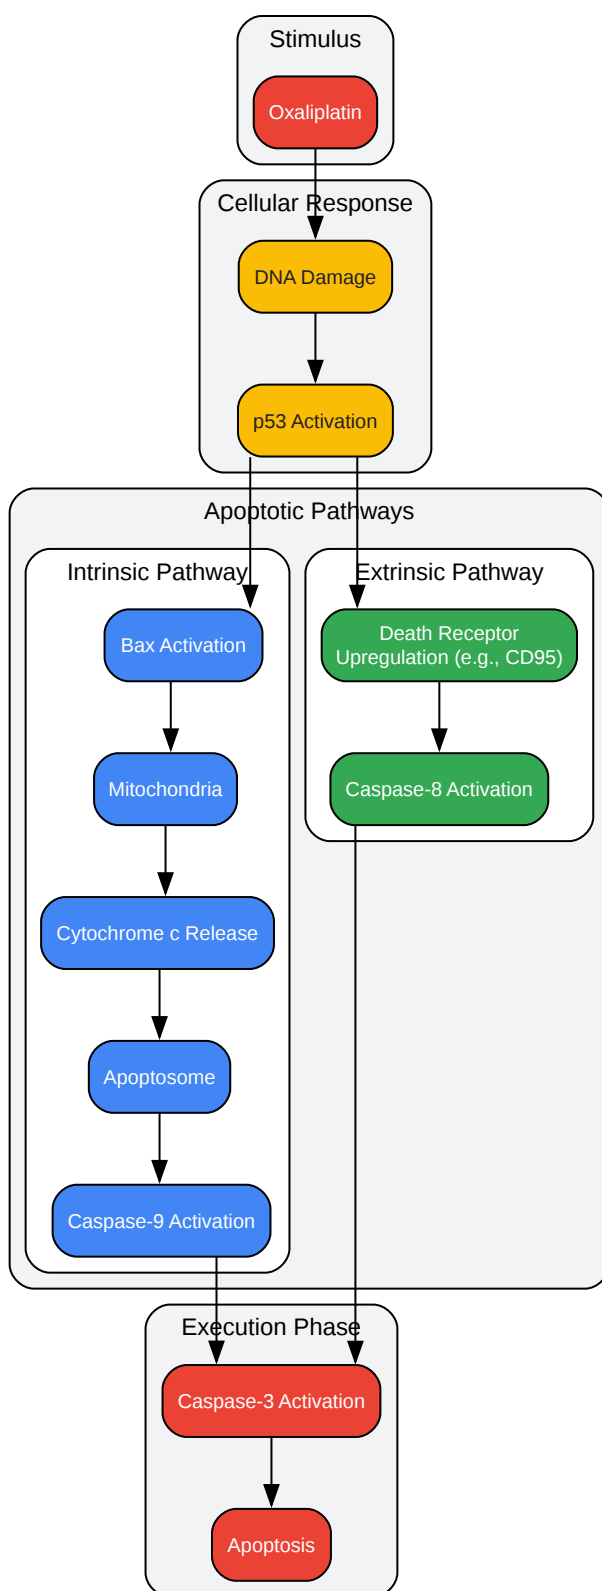 Stimulus
Oxaliplatin
Cellular Response
DNA Damage
p53 Activation
Apoptotic Pathways
Intrinsic Pathway
Bax Activation
Mitochondria
Cytochrome c Release
Apoptosome
Caspase-9 Activation
Extrinsic Pathway
Death Receptor
Upregulation (e.g., CD95)
Caspase-8 Activation
Execution Phase
Caspase-3 Activation
Apoptosis